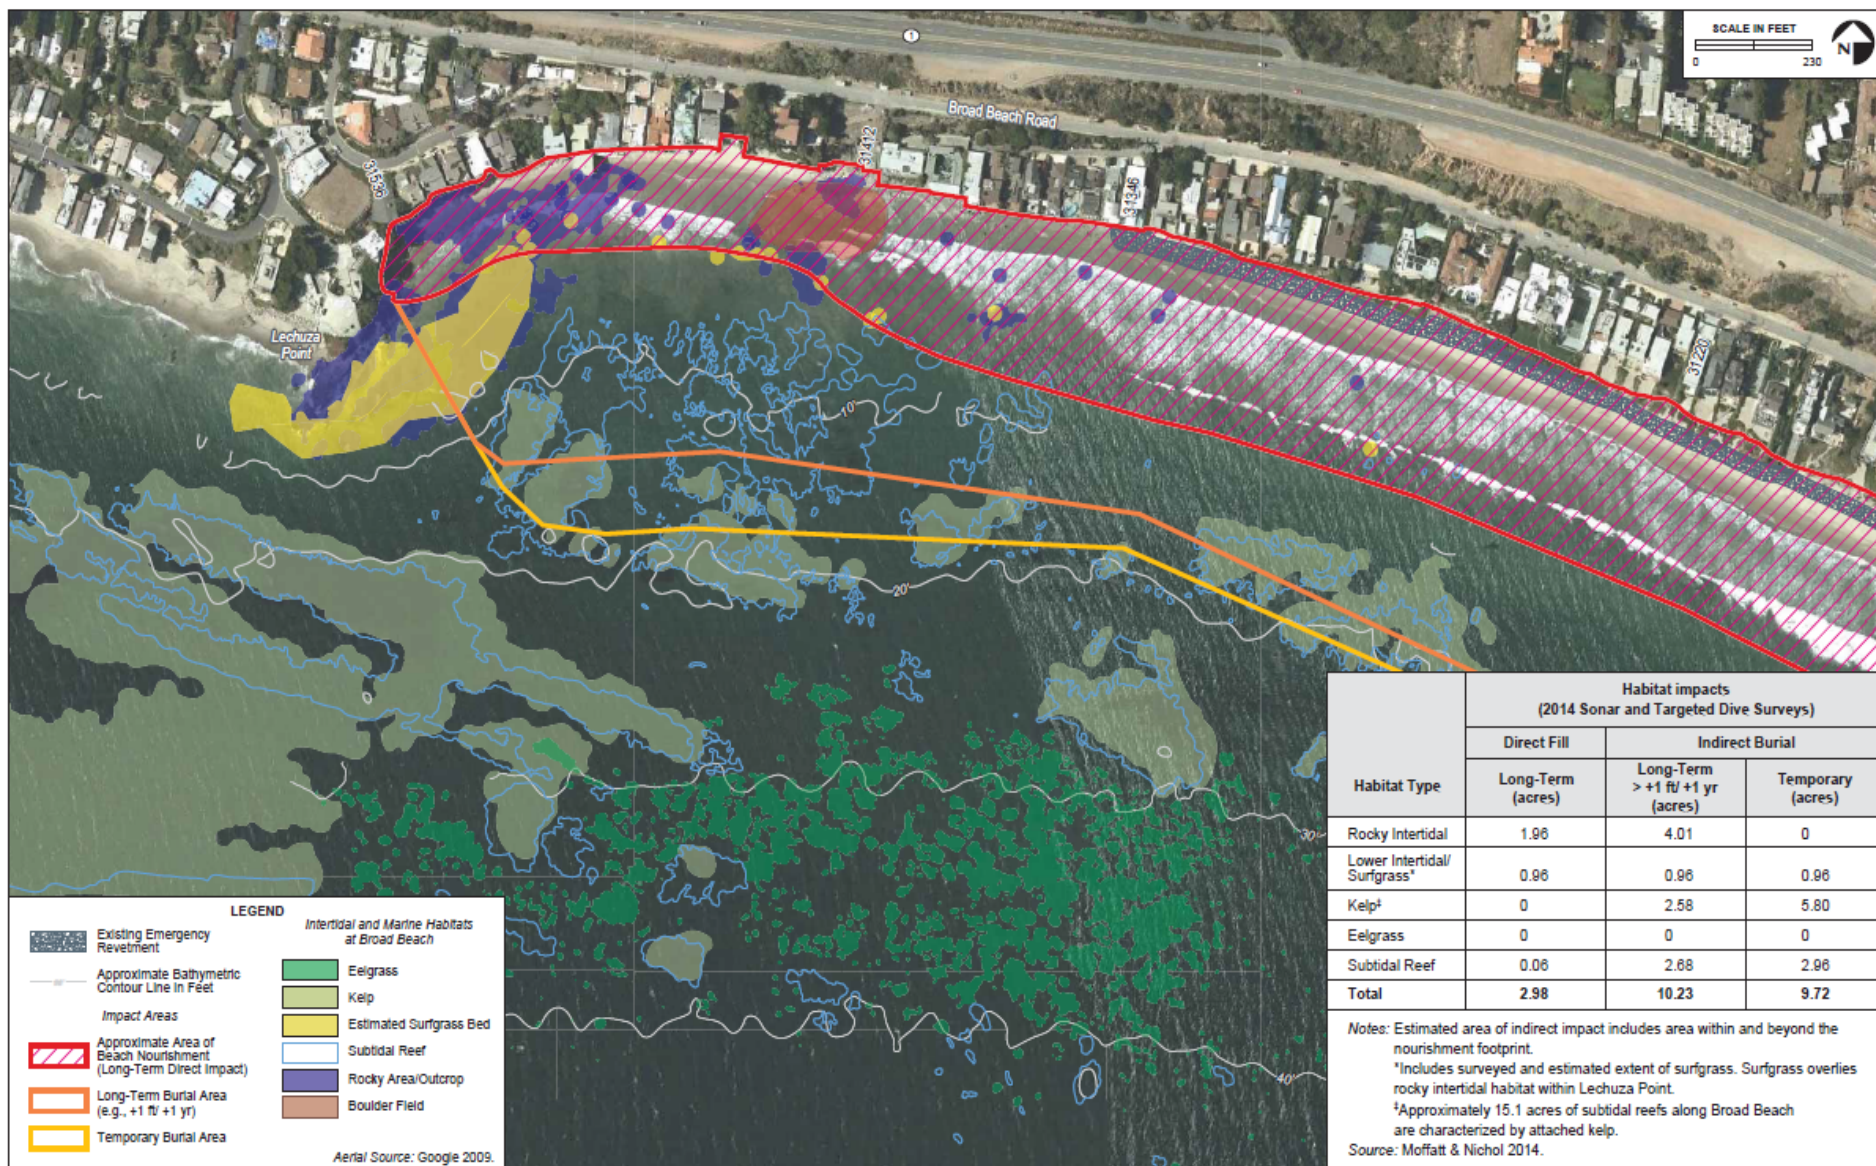 SCALE IN FEET
0 230
N
1
Broad Beach Road
31536
31412
31346
31220
Lechuza
Point
10'
20'
30'
40'
LEGEND
Existing Emergency
Revetment
Approximate Bathymetric
Contour Line in Feet
Impact Areas
Approximate Area of
Beach Nourishment
(Long-Term Direct Impact)
Long-Term Burial Area
(e.g., +1 ft/ +1 yr)
Temporary Burial Area
Intertidal and Marine Habitats
at Broad Beach
Eelgrass
Kelp
Estimated Surfgrass Bed
Subtidal Reef
Rocky Area/Outcrop
Boulder Field
Aerial Source: Google 2009.
Habitat impacts
(2014 Sonar and Targeted Dive Surveys)
Direct Fill Indirect Burial
Habitat Type
Long-Term
(acres)
Long-Term
> +1 ft/ +1 yr
(acres)
Temporary
(acres)
Rocky Intertidal 1.96 4.01 0
Lower Intertidal/
Surfgrass* 0.96 0.96 0.96
Kelp‡ 0 2.58 5.80
Eelgrass 0 0 0
Subtidal Reef 0.06 2.68 2.96
Total 2.98 10.23 9.72
Notes: Estimated area of indirect impact includes area within and beyond the
nourishment footprint.
*Includes surveyed and estimated extent of surfgrass. Surfgrass overlies
rocky intertidal habitat within Lechuza Point.
‡Approximately 15.1 acres of subtidal reefs along Broad Beach
are characterized by attached kelp.
Source: Moffatt & Nichol 2014.